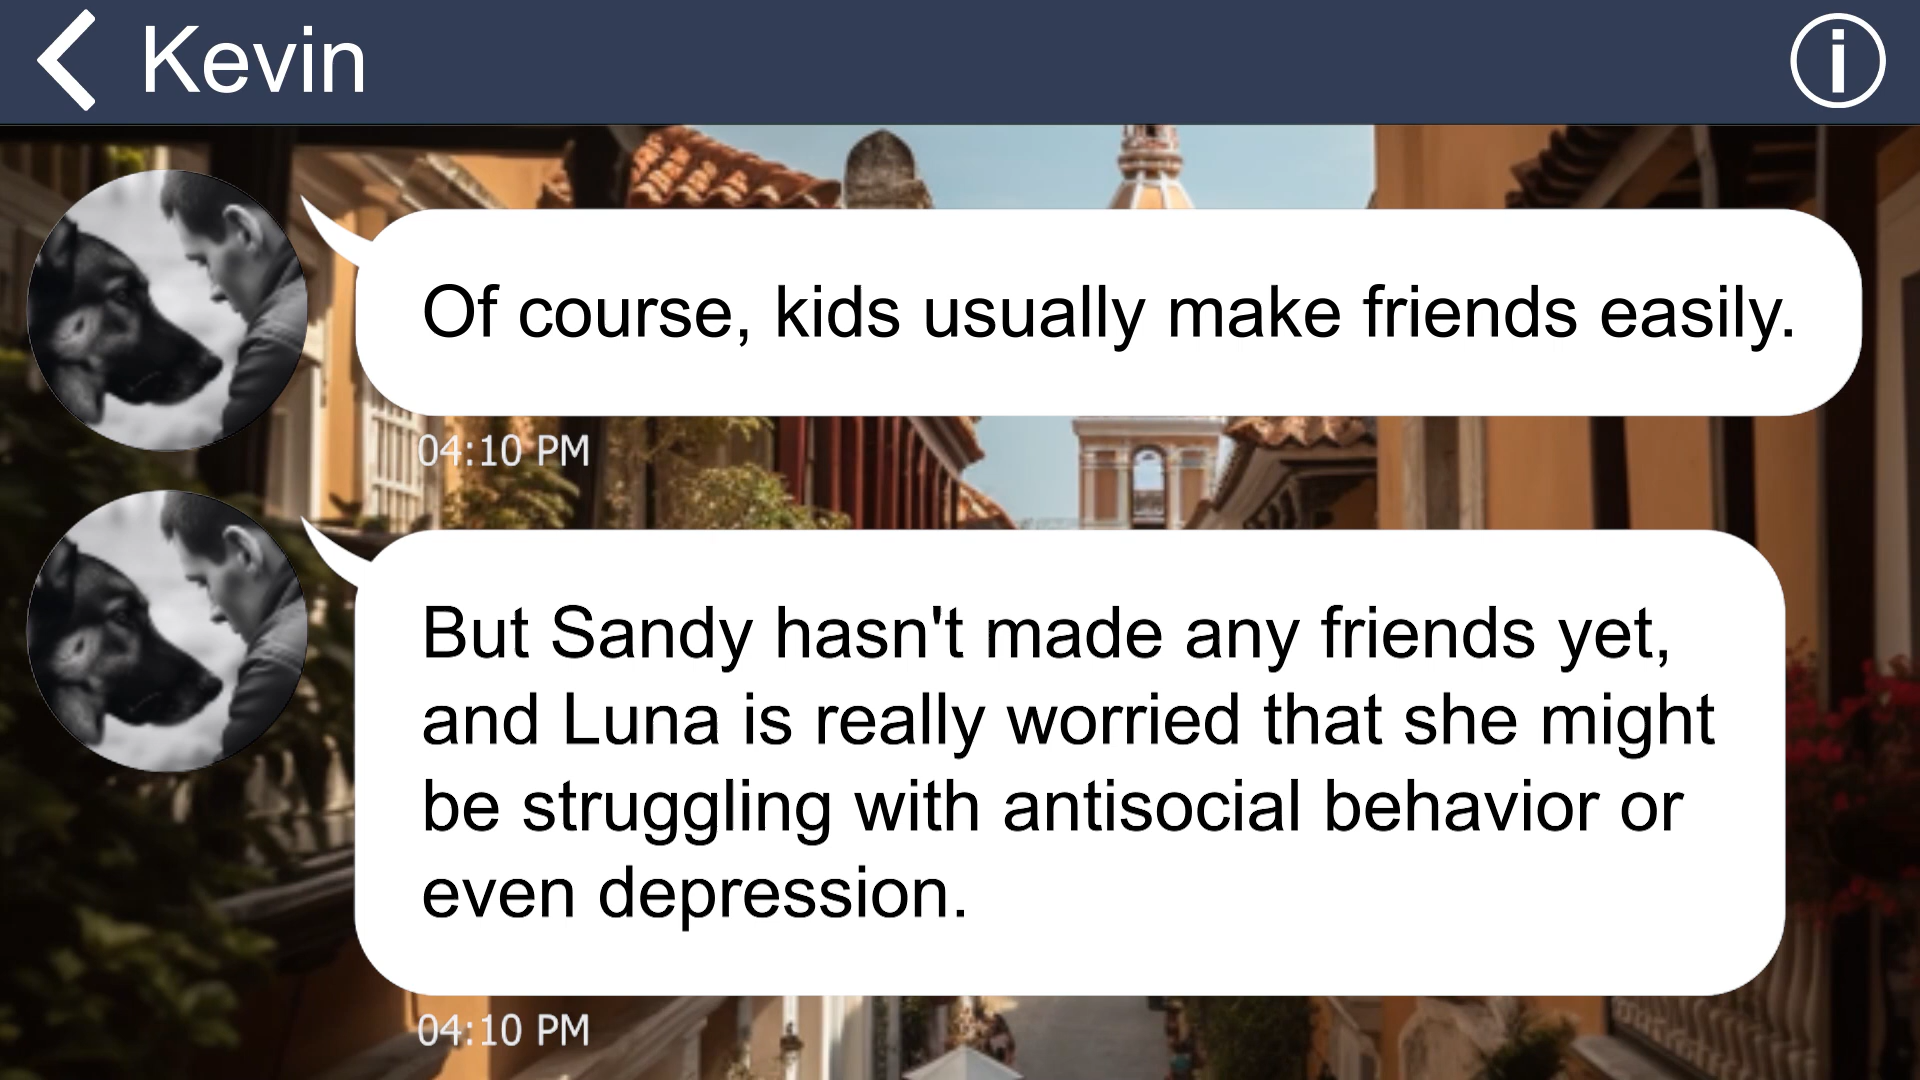 Kevin
Of course, kids usually make friends easily.
04:10 PM
But Sandy hasn't made any friends yet,
and Luna is really worried that she might
be struggling with antisocial behavior or
even depression.
04:10 PM